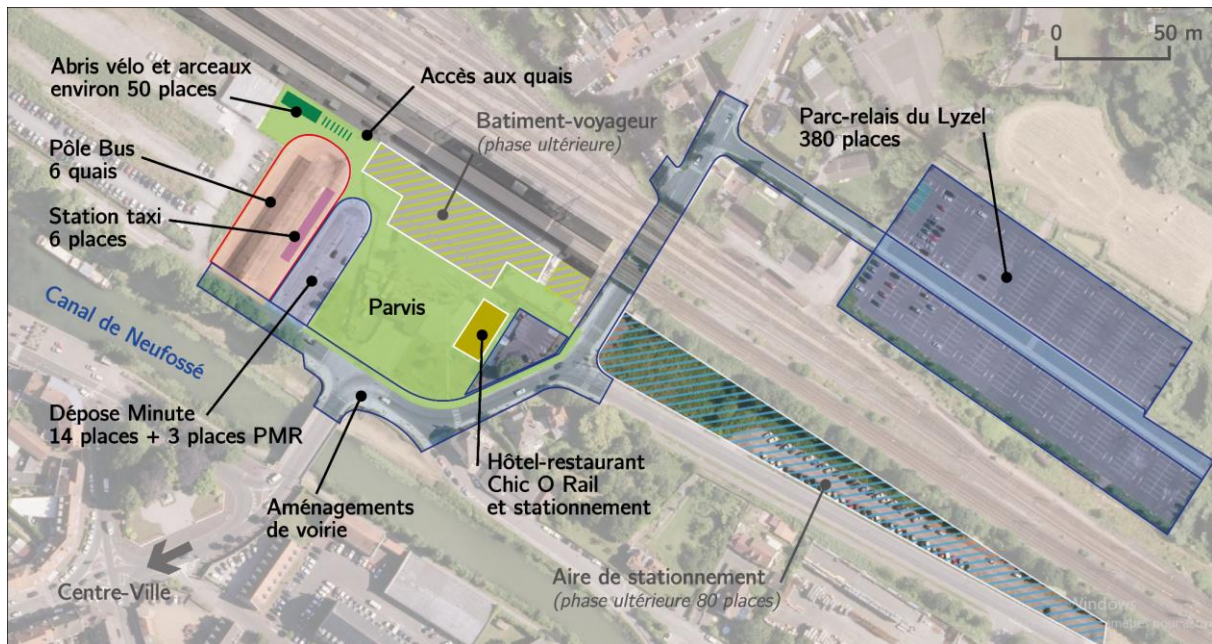 0 50 m
Abris vélo et arceaux
environ 50 places
Accès aux quais
Batiment-voyageur
(phase ultérieure)
Parc-relais du Lyzel
380 places
Pôle Bus
6 quais
Station taxi
6 places
Parvis
Canal de Neufossé
Dépose Minute
14 places + 3 places PMR
Hôtel-restaurant
Chic O Rail
et stationnement
Aménagements
de voirie
Aire de stationnement
(phase ultérieure 80 places)
Centre-Ville
Windows